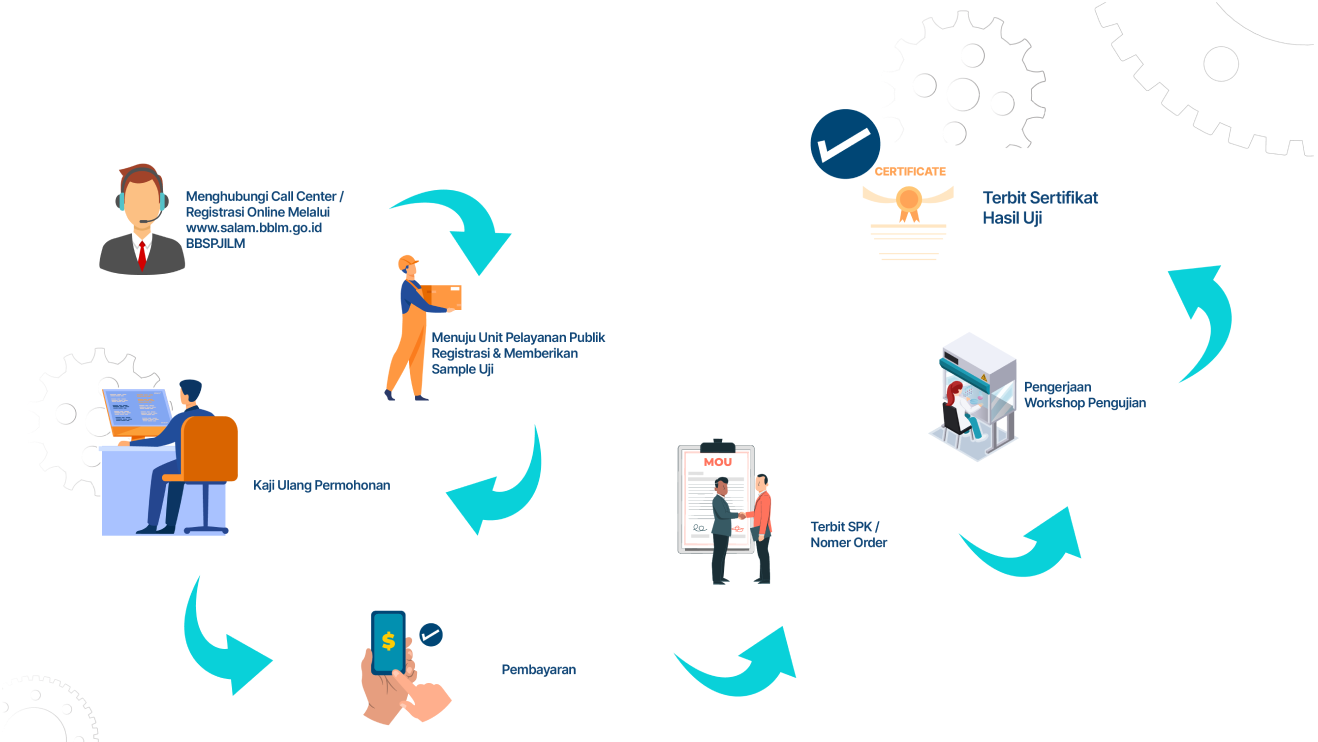 Menghubungi Call Center /
Registrasi Online Melalui
www.salam.bblm.go.id
BBSPJILM
Menuju Unit Pelayanan Publik
Registrasi & Memberikan
Sample Uji
Kaji Ulang Permohonan
$
Pembayaran
MOU
Terbit SPK /
Nomer Order
Pengerjaan
Workshop Pengujian
CERTIFICATE
Terbit Sertifikat
Hasil Uji